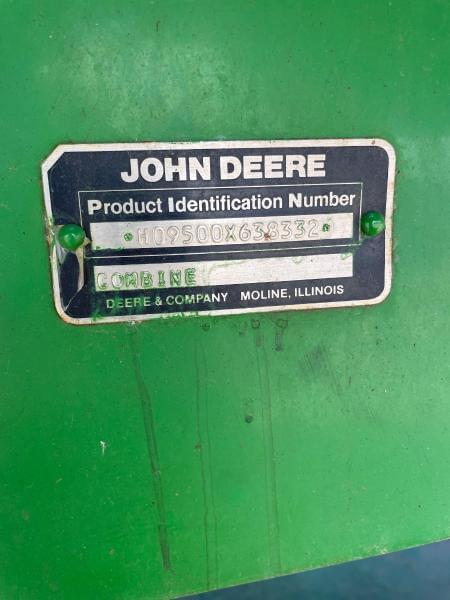 JOHN DEERE
Product Identification Number
*H09500X638332*
COMBINE
DEERE & COMPANY MOLINE, ILLINOIS